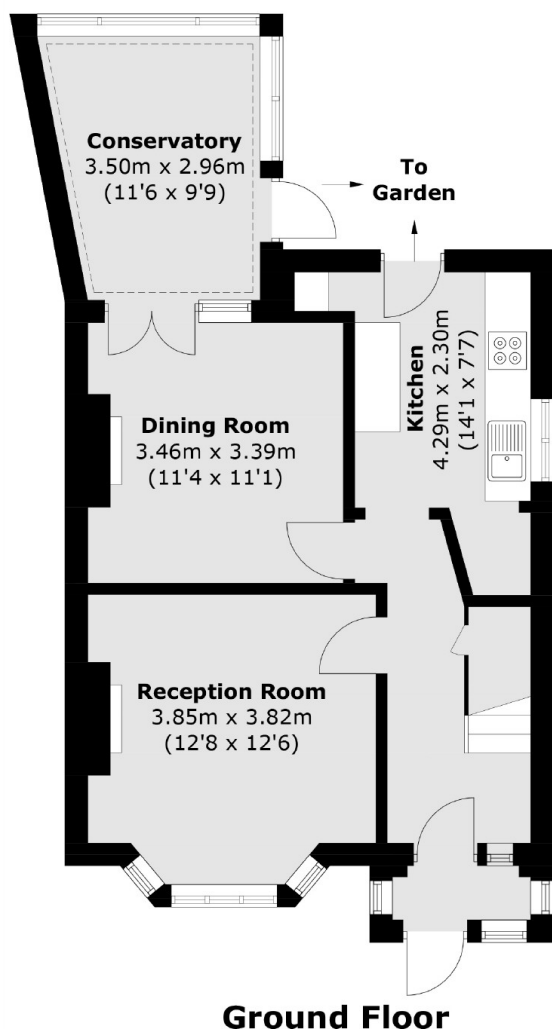 Conservatory
3.50m x 2.96m
(11'6 x 9'9)
To
Garden
Kitchen
4.29m x 2.30m
(14'1 x 7'7)
Dining Room
3.46m x 3.39m
(11'4 x 11'1)
Reception Room
3.85m x 3.82m
(12'8 x 12'6)
Ground Floor